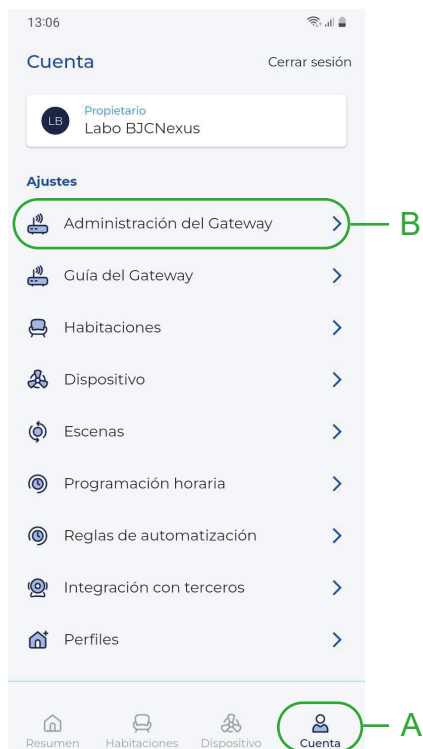 13:06
Cuenta Cerrar sesión
LB Propietario
Labo BJCNexus
Ajustes
Administración del Gateway B
Guía del Gateway
Habitaciones
Dispositivo
Escenas
Programación horaria
Reglas de automatización
Integración con terceros
Perfiles
Resumen Habitaciones Dispositivo Cuenta A